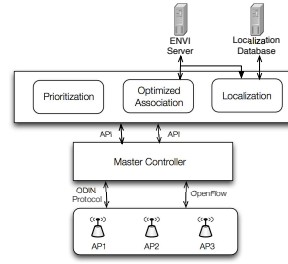 ENVI
Server
Localization
Database
Prioritization
Optimized
Association
Localization
API
API
Master Controller
ODIN
Protocol
OpenFlow
AP1
AP2
AP3